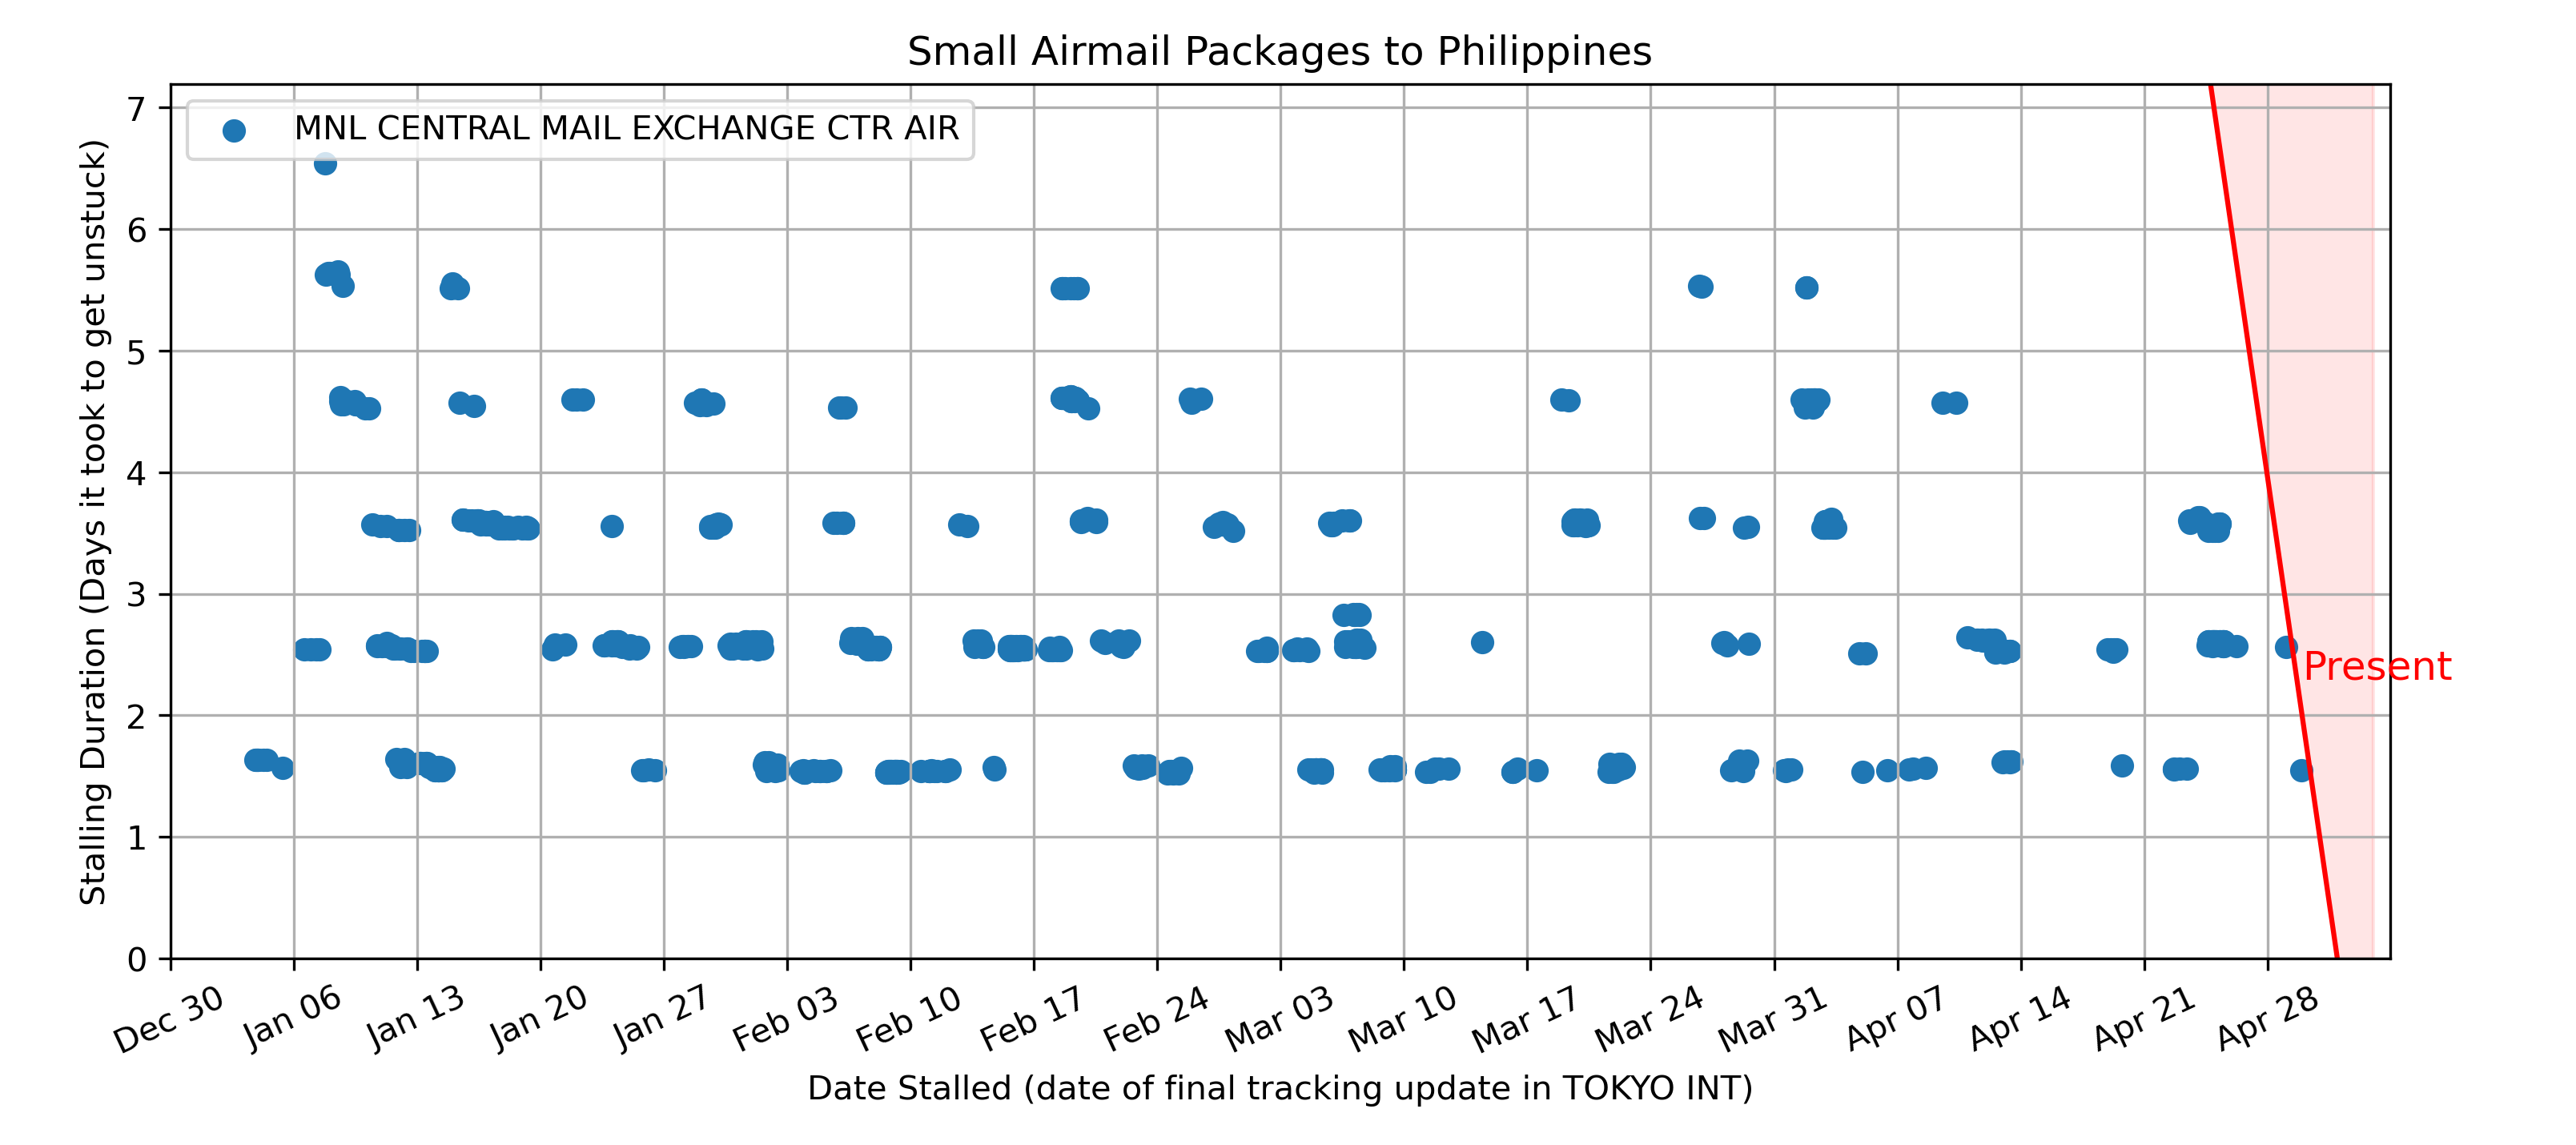 Small Airmail Packages to Philippines
MNL CENTRAL MAIL EXCHANGE CTR AIR
Stalling Duration (Days it took to get unstuck)
7
6
5
4
3
2
1
0
Present
Dec 30
Jan 06
Jan 13
Jan 20
Jan 27
Feb 03
Feb 10
Feb 17
Feb 24
Mar 03
Mar 10
Mar 17
Mar 24
Mar 31
Apr 07
Apr 14
Apr 21
Apr 28
Date Stalled (date of final tracking update in TOKYO INT)